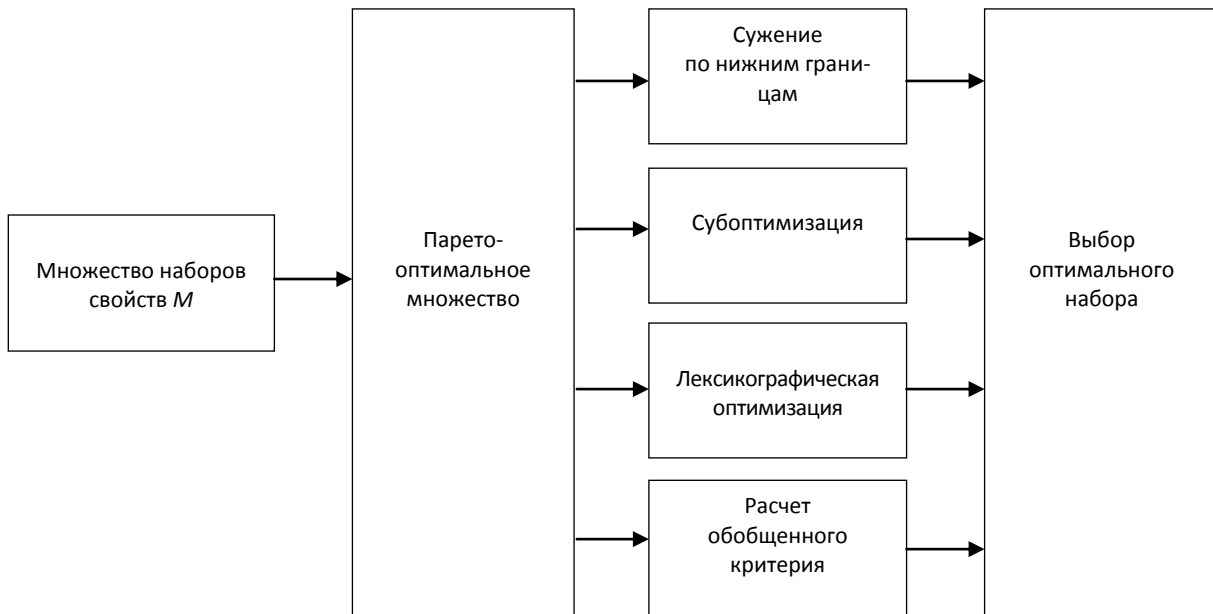 Множество наборов
свойств M
Парето-
оптимальное
множество
Сужение
по нижним грани-
цам
Субоптимизация
Лексикографическая
оптимизация
Расчет
обобщенного
критерия
Выбор
оптимального
набора